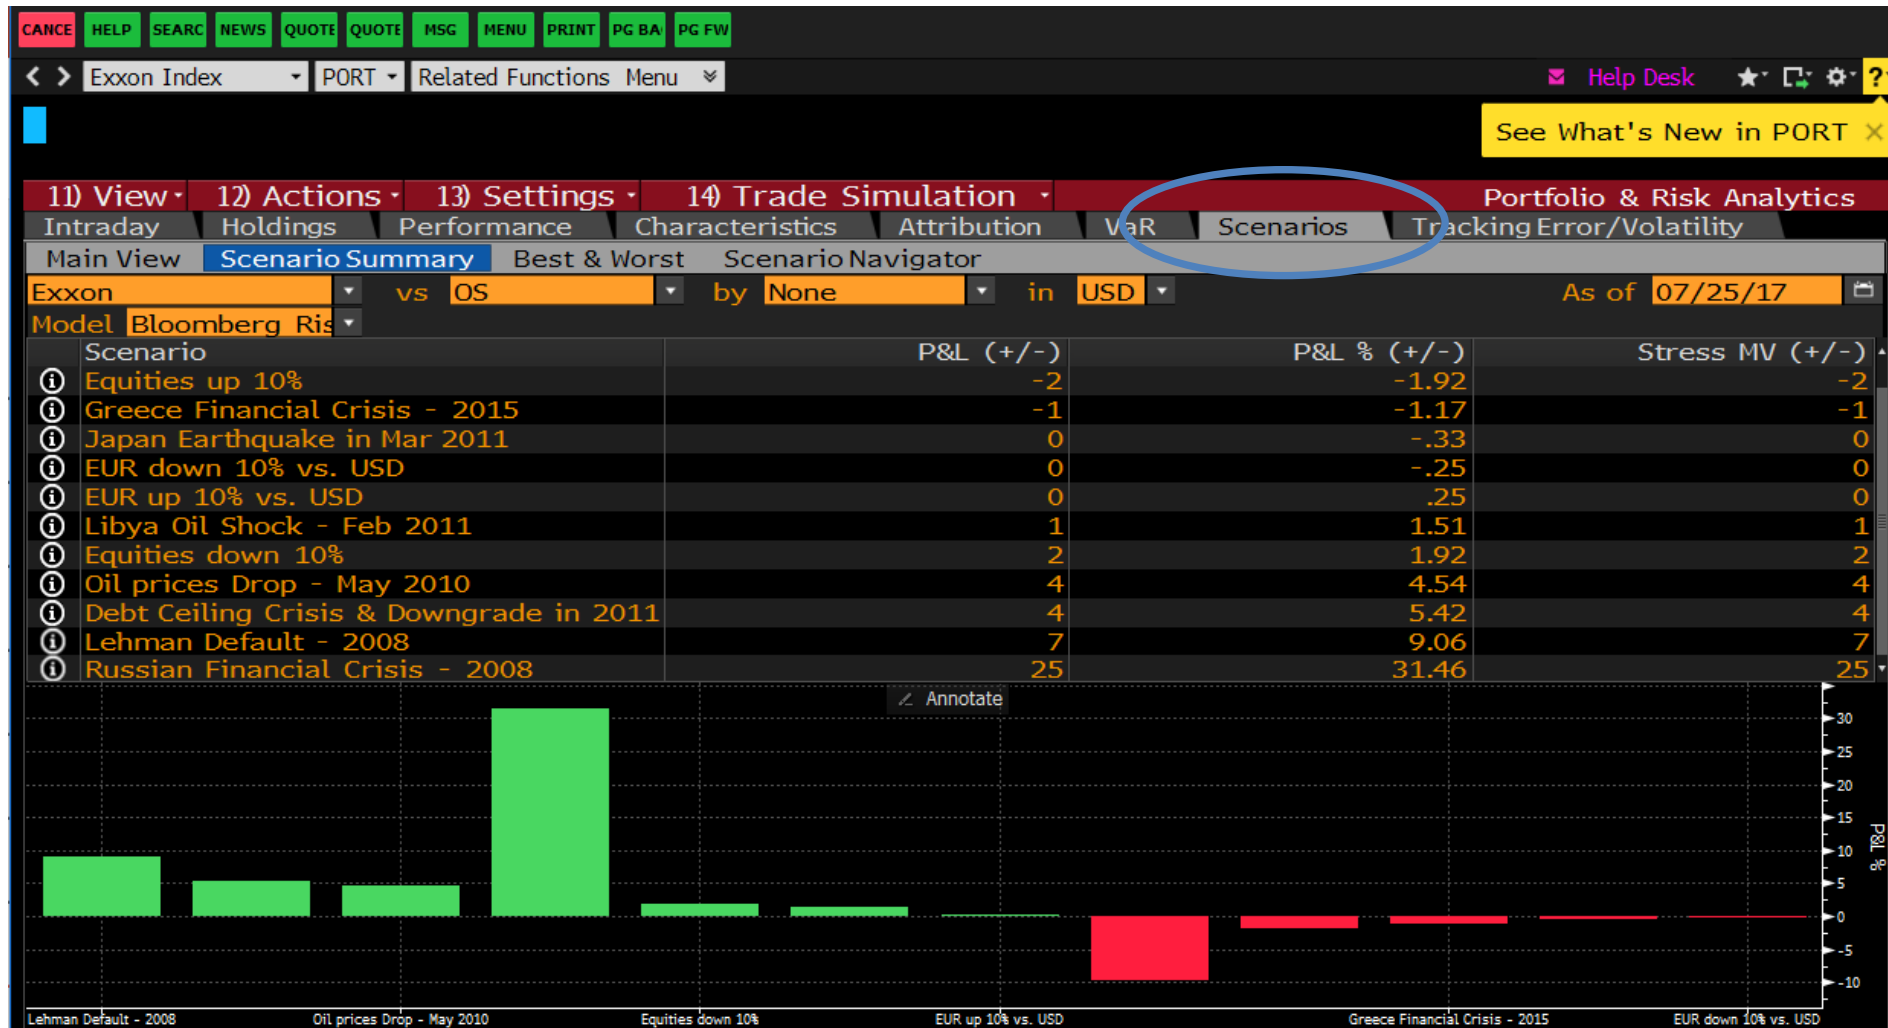 CANCE HELP SEARC NEWS QUOTE QUOTE MSG MENU PRINT PG BA PG FW
Exxon Index PORT Related Functions Menu Help Desk ?
See What's New in PORT
11) View 12) Actions 13) Settings 14) Trade Simulation Portfolio & Risk Analytics
Intraday Holdings Performance Characteristics Attribution VaR Scenarios Tracking Error/Volatility
Main View Scenario Summary Best & Worst Scenario Navigator
Exxon vs OS by None in USD As of 07/25/17
Model Bloomberg Ris
Scenario P&L (+/-) P&L % (+/-) Stress MV (+/-)
Equities up 10% -2 -1.92 -2
Greece Financial Crisis - 2015 -1 -1.17 -1
Japan Earthquake in Mar 2011 0 -.33 0
EUR down 10% vs. USD 0 -.25 0
EUR up 10% vs. USD 0 .25 0
Libya Oil Shock - Feb 2011 1 1.51 1
Equities down 10% 2 1.92 2
Oil prices Drop - May 2010 4 4.54 4
Debt Ceiling Crisis & Downgrade in 2011 4 5.42 4
Lehman Default - 2008 7 9.06 7
Russian Financial Crisis - 2008 25 31.46 25
Annotate
30
25
20
15
10
5
0
-5
-10
P&L %
Lehman Default - 2008 Oil prices Drop - May 2010 Equities down 10% EUR up 10% vs. USD Greece Financial Crisis - 2015 EUR down 10% vs. USD